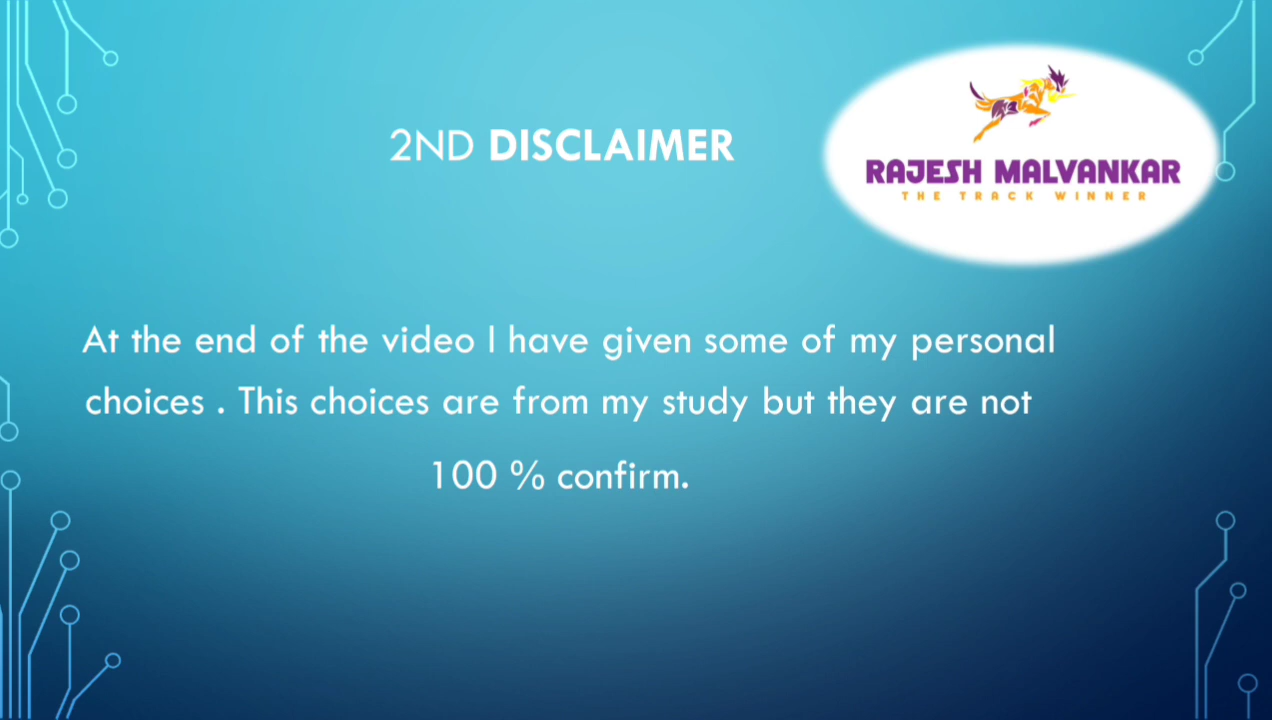 2ND DISCLAIMER
RAJESH MALVANKAR
THE TRACK WINNER
At the end of the video I have given some of my personal
choices . This choices are from my study but they are not
100 % confirm.